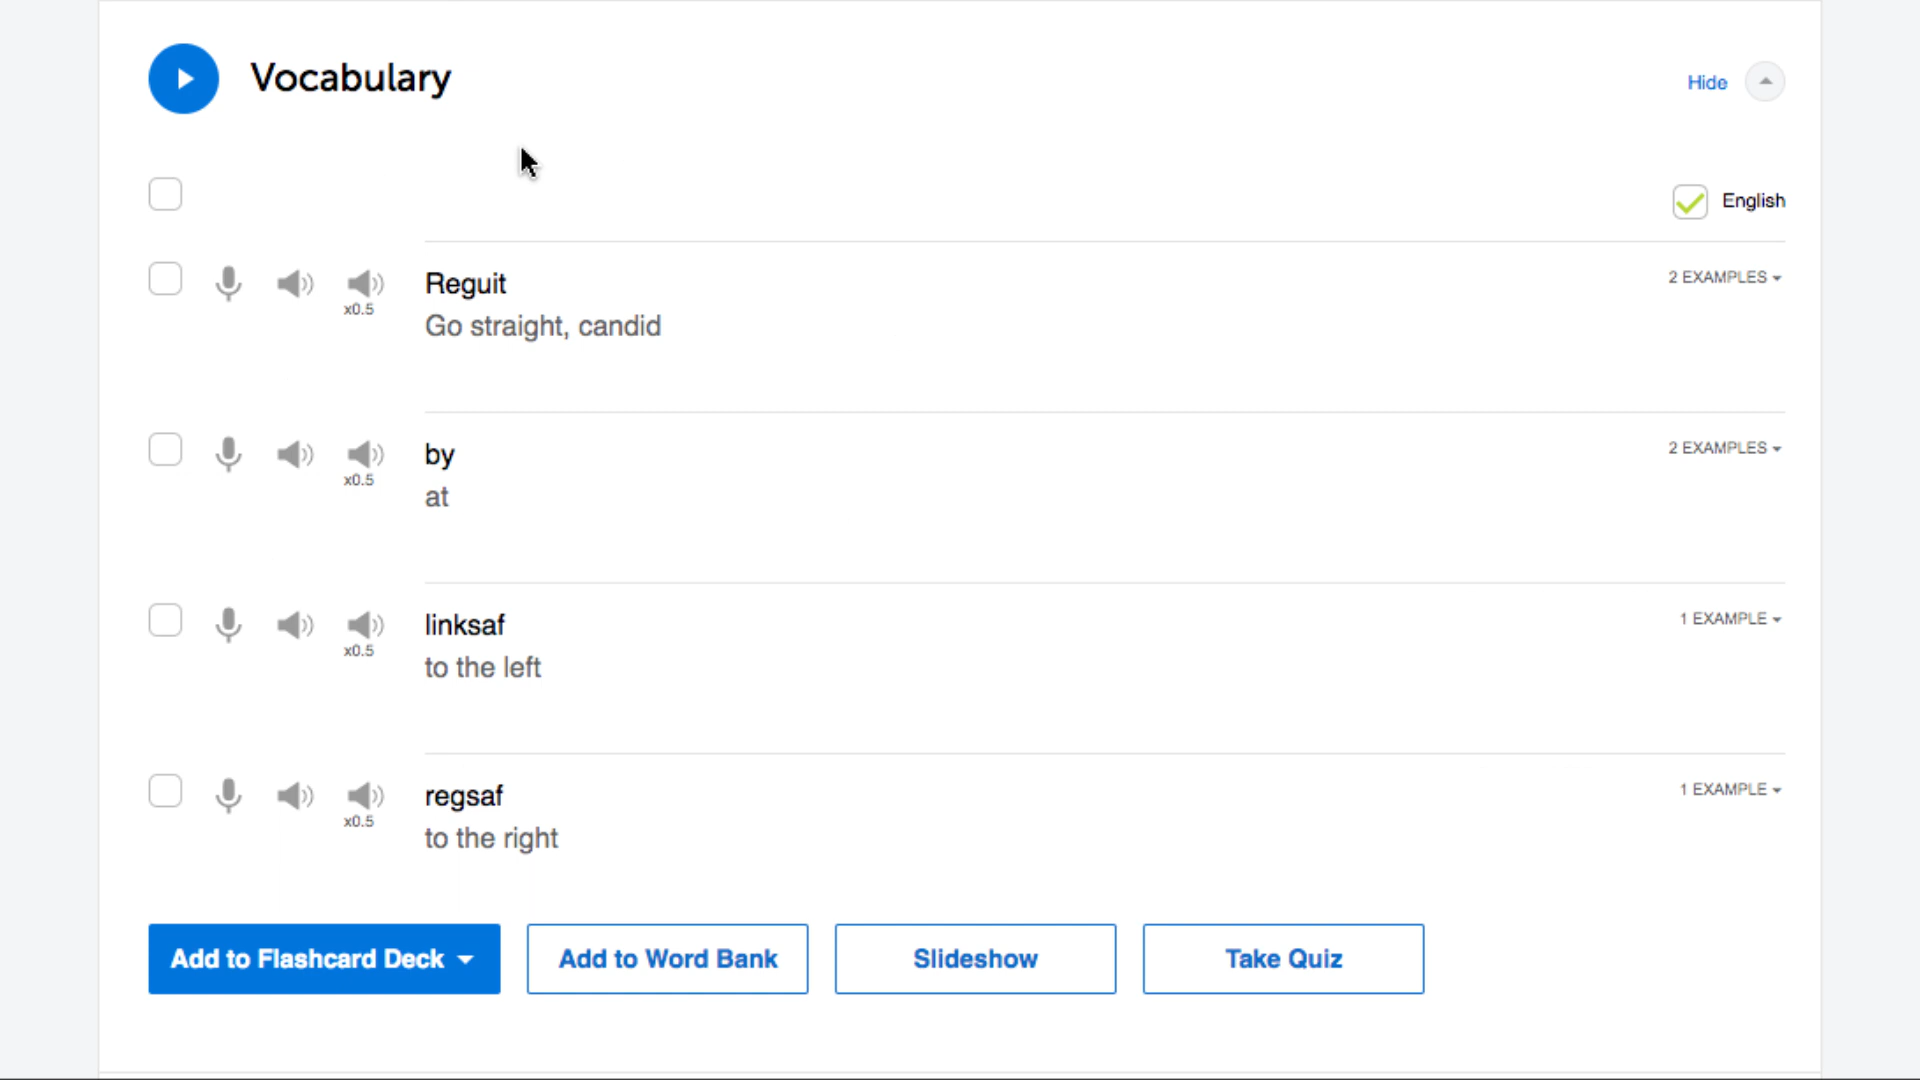 Vocabulary
Hide
English
Reguit
2 EXAMPLES
x0.5
Go straight, candid
by
2 EXAMPLES
x0.5
at
linksaf
1 EXAMPLE
x0.5
to the left
regsaf
1 EXAMPLE
x0.5
to the right
Add to Flashcard Deck
Add to Word Bank
Slideshow
Take Quiz